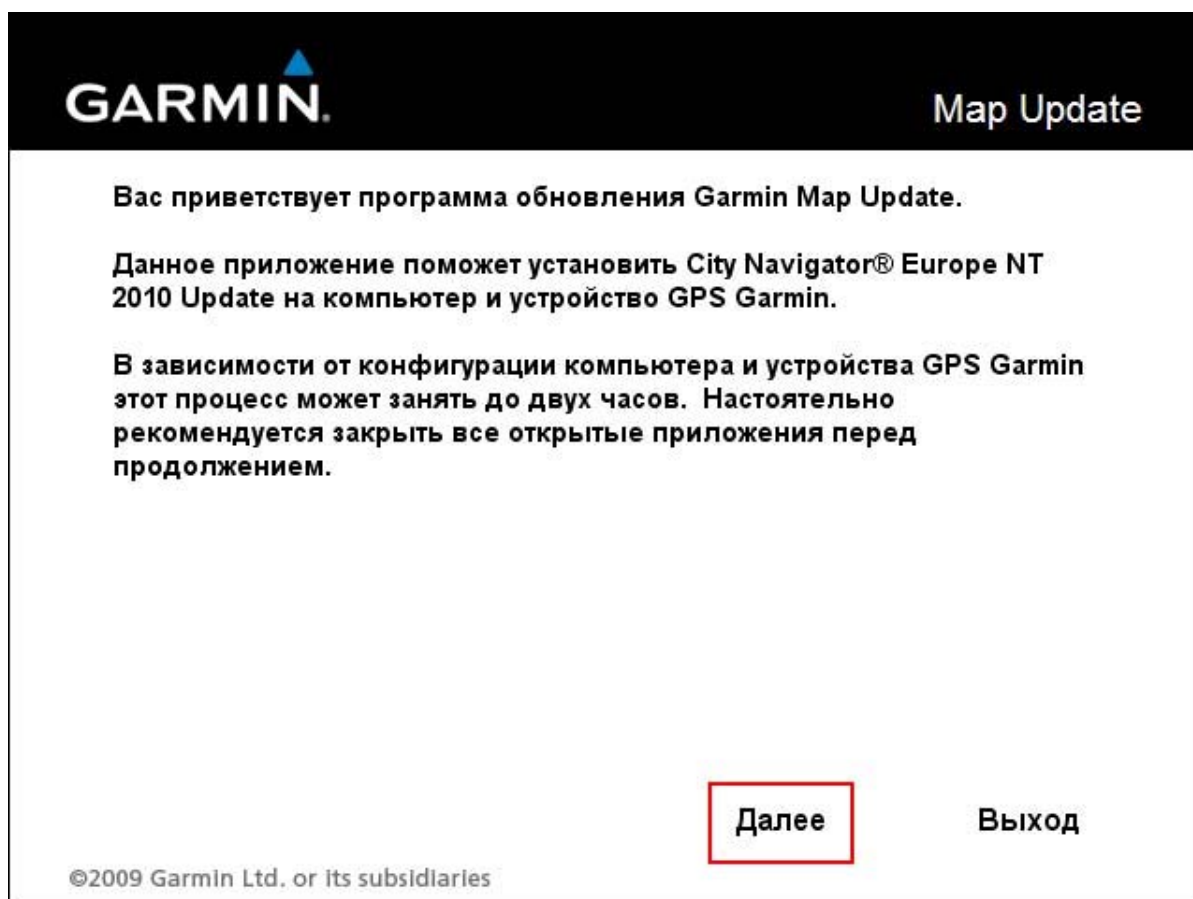 GARMIN.
Map Update
Вас приветствует программа обновления Garmin Map Update.
Данное приложение поможет установить City Navigator® Europe NT
2010 Update на компьютер и устройство GPS Garmin.
В зависимости от конфигурации компьютера и устройства GPS Garmin
этот процесс может занять до двух часов.  Настоятельно
рекомендуется закрыть все открытые приложения перед
продолжением.
Далее
Выход
©2009 Garmin Ltd. or its subsidiaries